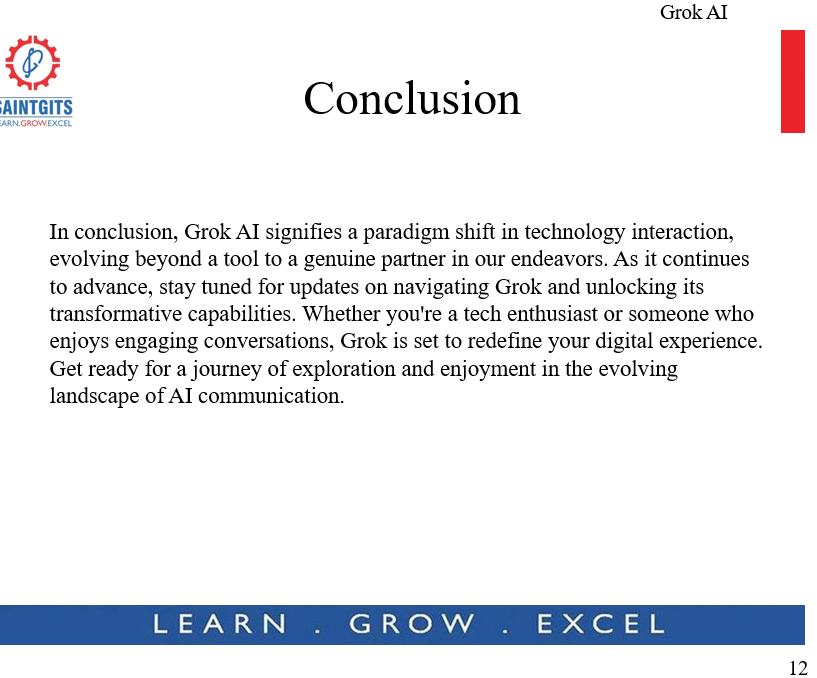 Grok AI
SAINTGITS
LEARN.GROW.EXCEL
Conclusion
In conclusion, Grok AI signifies a paradigm shift in technology interaction,
evolving beyond a tool to a genuine partner in our endeavors. As it continues
to advance, stay tuned for updates on navigating Grok and unlocking its
transformative capabilities. Whether you're a tech enthusiast or someone who
enjoys engaging conversations, Grok is set to redefine your digital experience.
Get ready for a journey of exploration and enjoyment in the evolving
landscape of AI communication.
LEARN . GROW . EXCEL
12